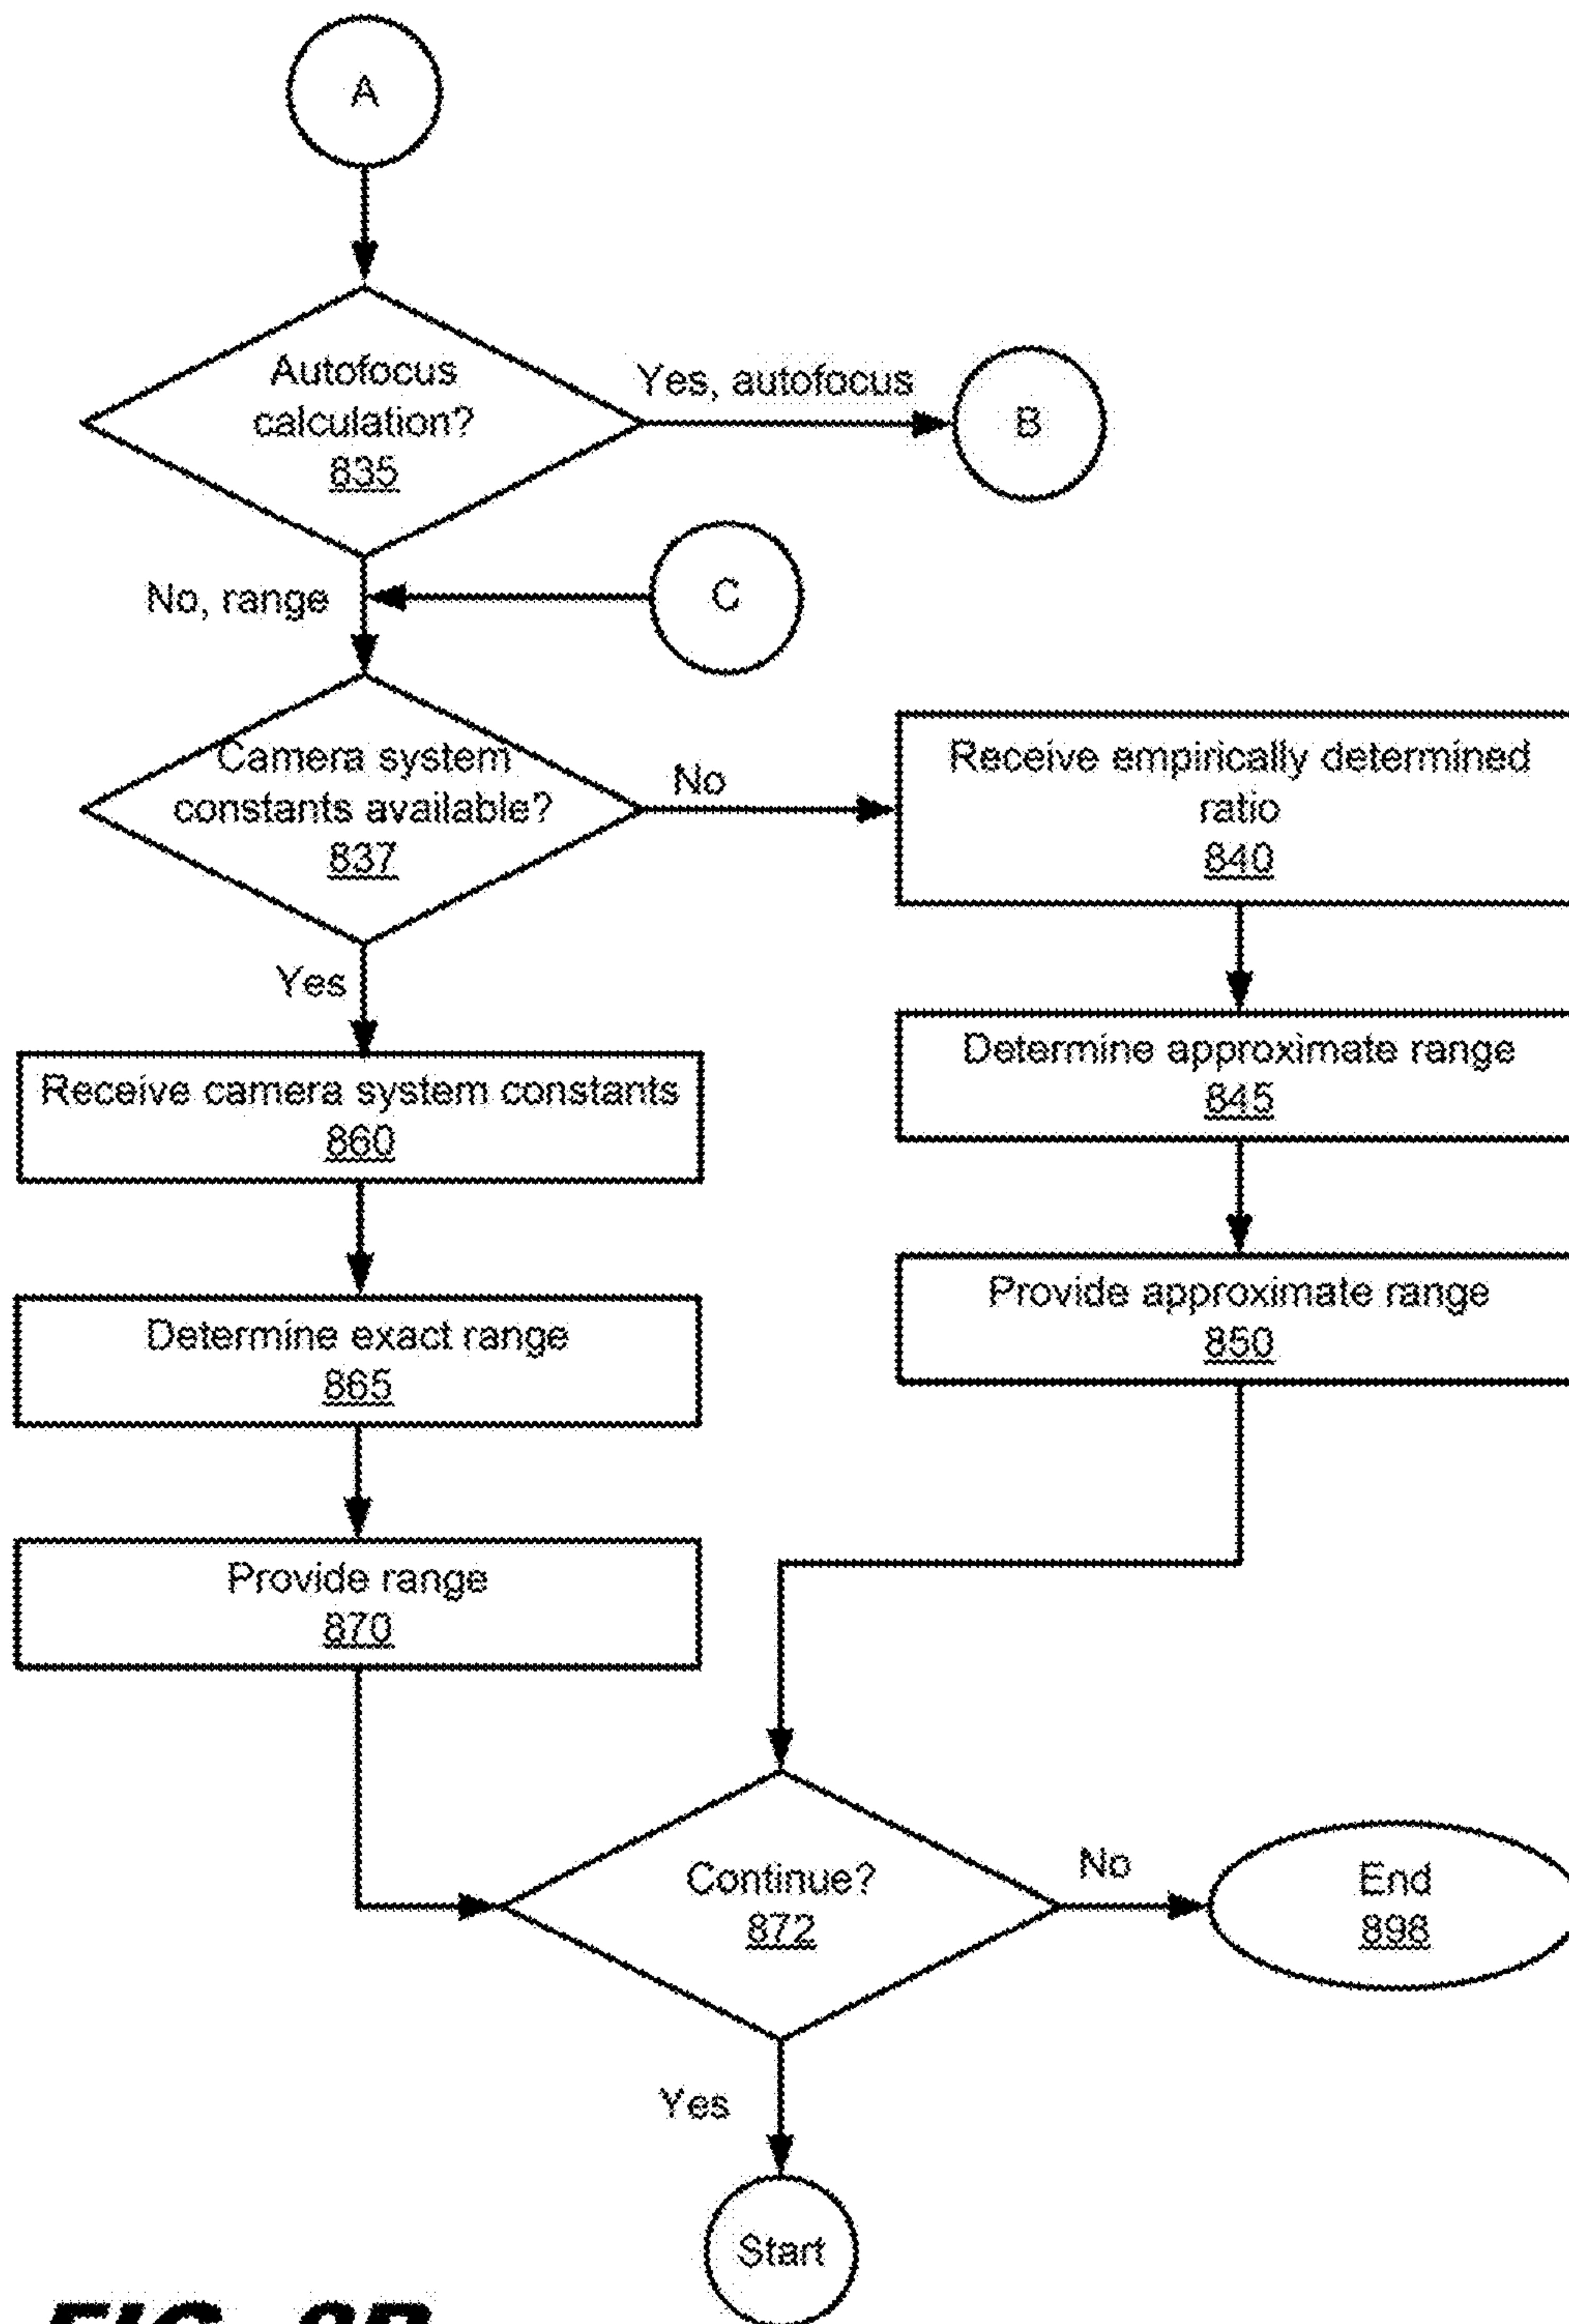 A
Autofocus
calculation?
835
Yes, autofocus
B
No, range
C
Camera system
constants available?
837
No
Receive empirically determined
ratio
840
Yes
Determine approximate range
845
Receive camera system constants
860
Provide approximate range
850
Determine exact range
865
Provide range
870
Continue?
872
No
End
898
Yes
Start